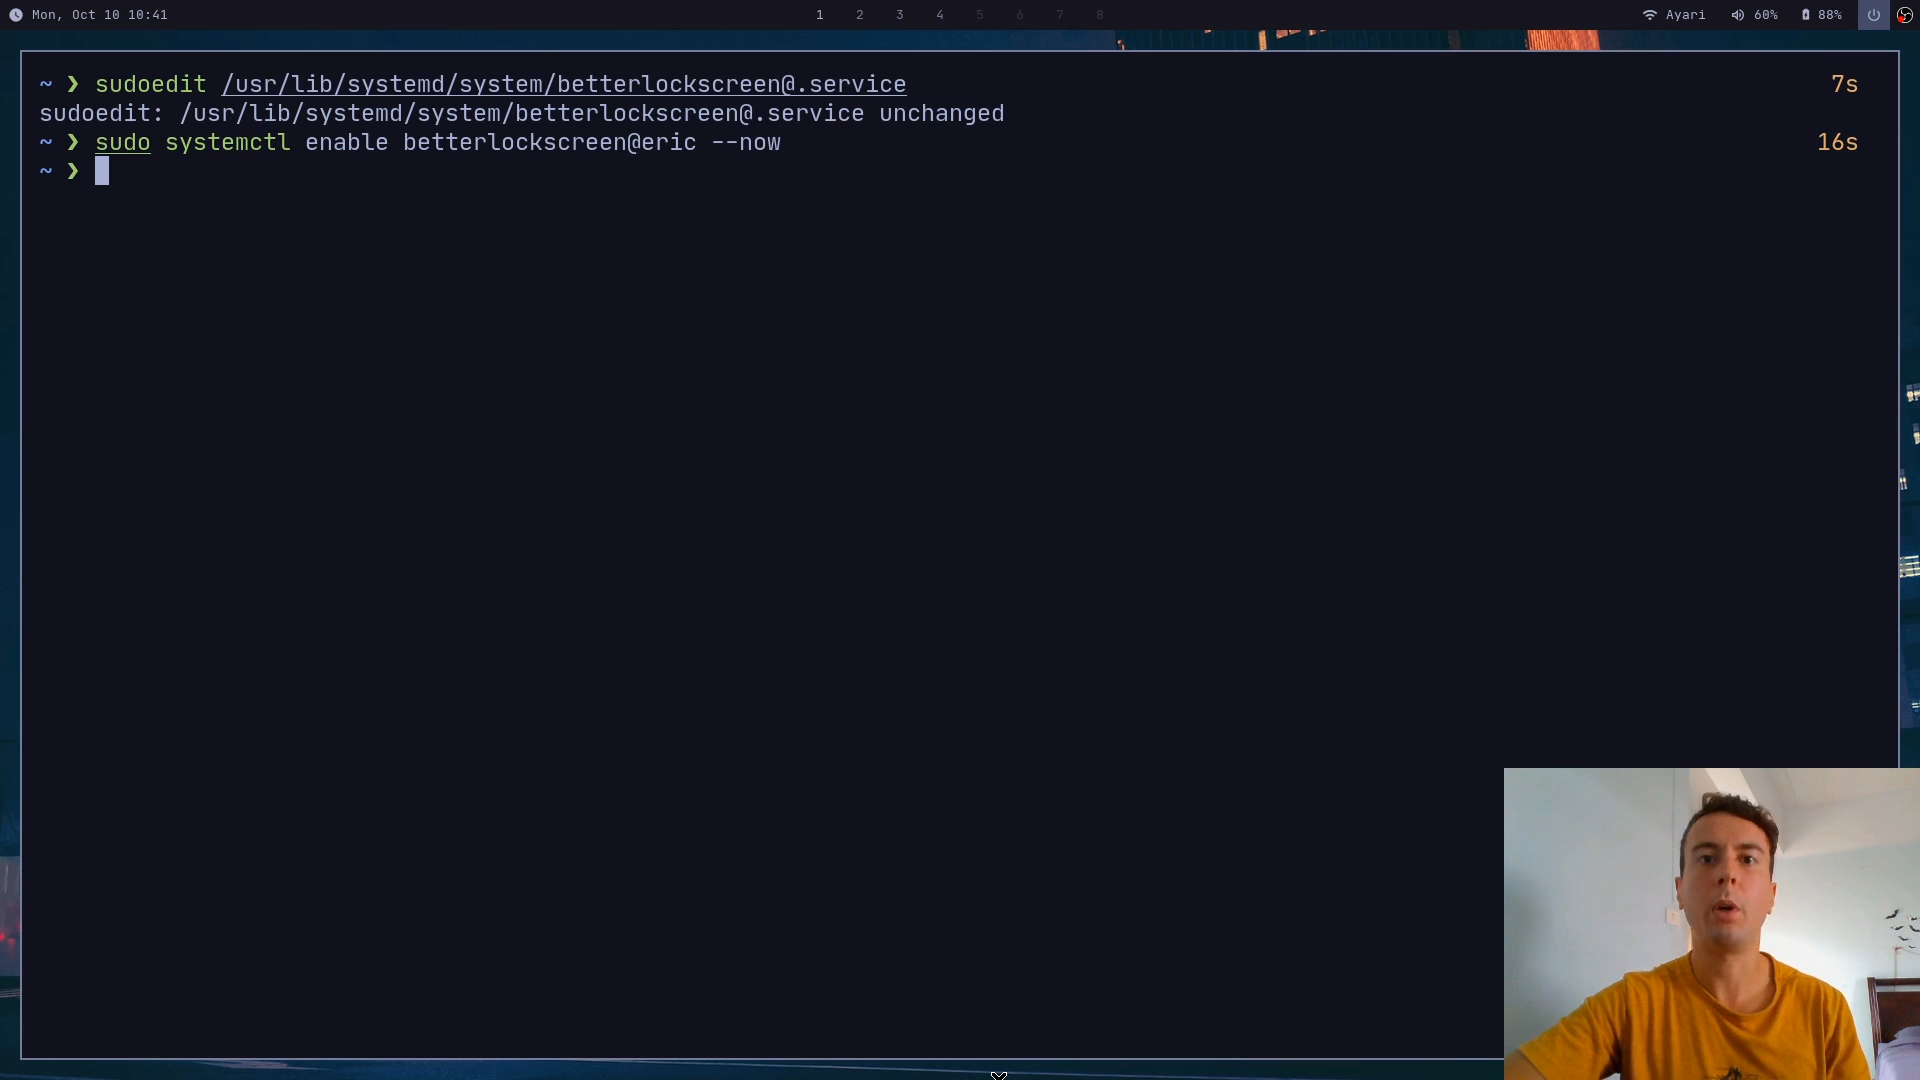 Mon, Oct 10 10:41 1 2 3 4 5 6 7 8 Ayari 60% 88%
~ ❯ sudoedit /usr/lib/systemd/system/betterlockscreen@.service 7s
sudoedit: /usr/lib/systemd/system/betterlockscreen@.service unchanged
~ ❯ sudo systemctl enable betterlockscreen@eric --now 16s
~ ❯